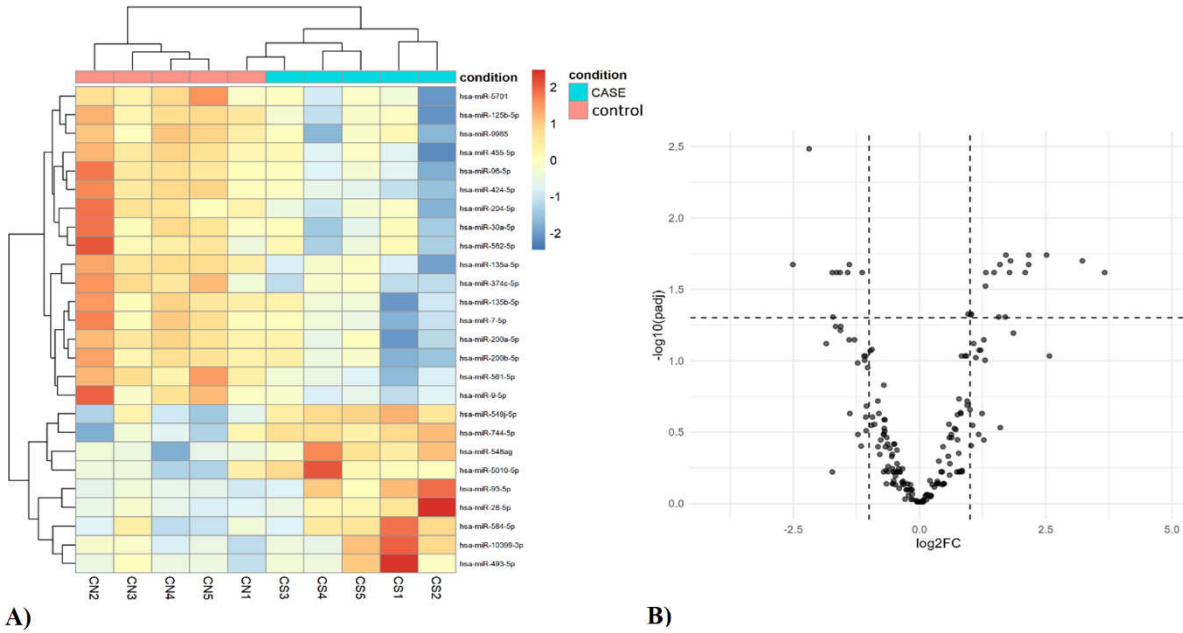 condition
hsa-miR-5701
hsa-miR-125b-5p
hsa-miR-9985
hsa-miR-455-5p
hsa-miR-96-5p
hsa-miR-424-5p
hsa-miR-204-5p
hsa-miR-30a-5p
hsa-miR-582-5p
hsa-miR-135a-5p
hsa-miR-374c-5p
hsa-miR-135b-5p
hsa-miR-7-5p
hsa-miR-200a-5p
hsa-miR-200b-5p
hsa-miR-561-5p
hsa-miR-9-5p
hsa-miR-548j-5p
hsa-miR-744-5p
hsa-miR-548ag
hsa-miR-5010-5p
hsa-miR-93-5p
hsa-miR-28-5p
hsa-miR-584-5p
hsa-miR-10399-3p
hsa-miR-493-5p
CN2 CN3 CN4 CN5 CN1 CS3 CS4 CS5 CS1 CS2
2
1
0
-1
-2
condition
CASE
control
A)
-log10(padj)
2.5
2.0
1.5
1.0
0.5
0.0
-2.5 0.0 2.5 5.0
log2FC
B)